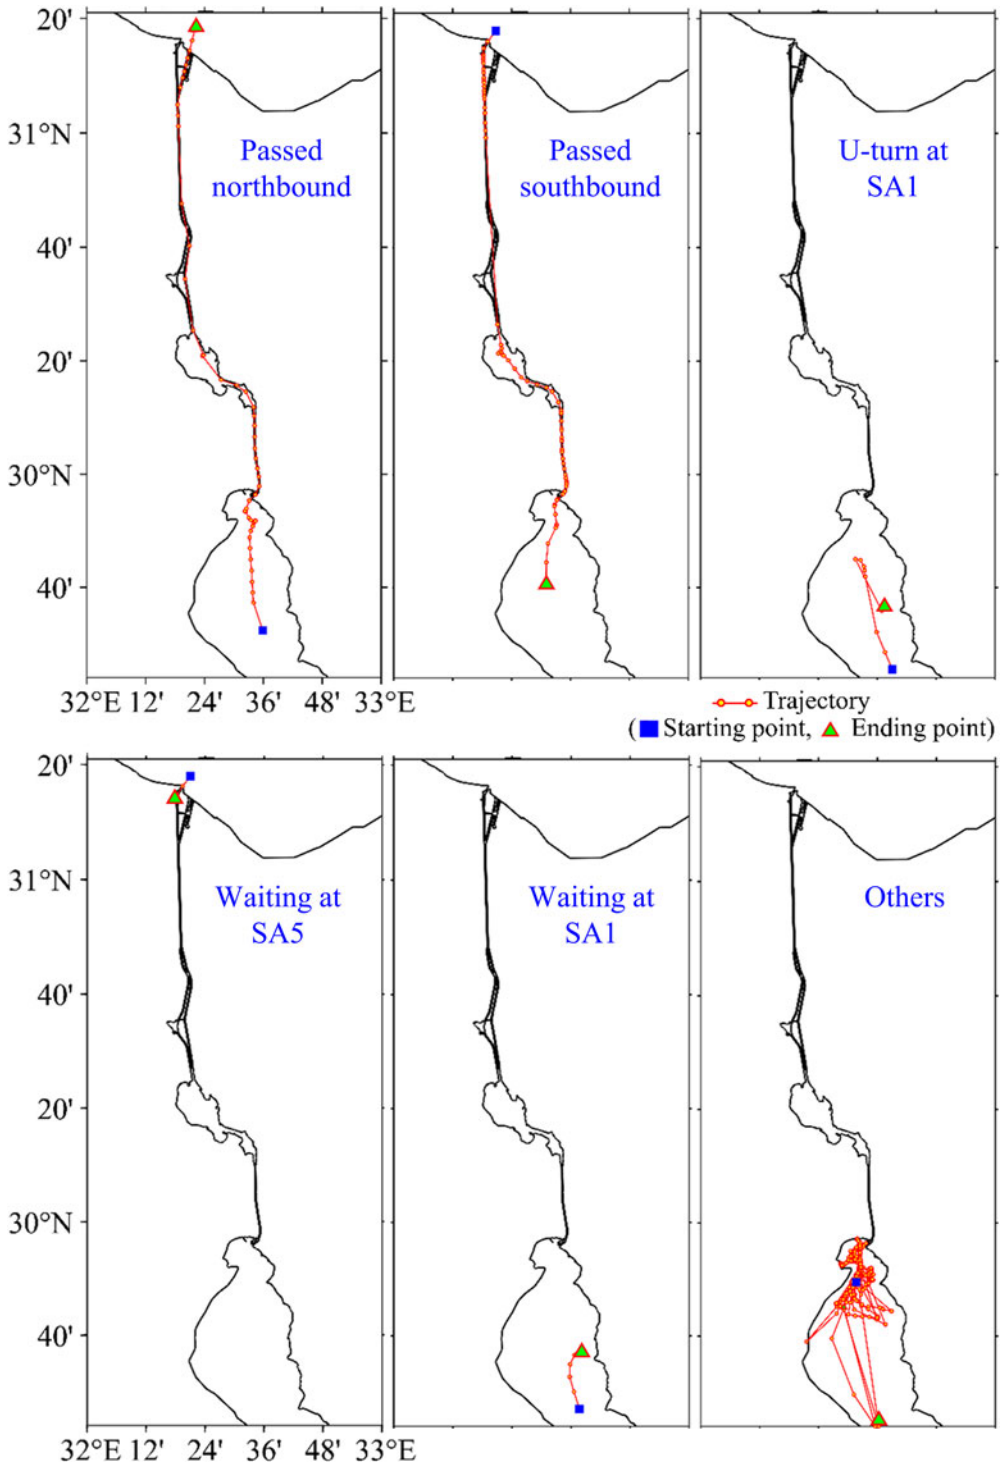 20'
31°N
40'
20'
30°N
40'
Passed
northbound
Passed
southbound
U-turn at
SA1
32°E 12' 24' 36' 48' 33°E
Trajectory
( Starting point, Ending point)
20'
31°N
40'
20'
30°N
40'
Waiting at
SA5
Waiting at
SA1
Others
32°E 12' 24' 36' 48' 33°E